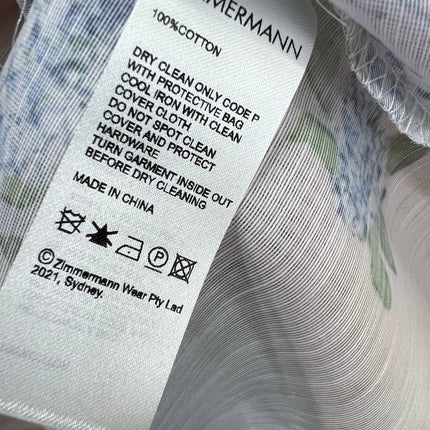 MMERMANN
100%COTTON
DRY CLEAN ONLY CODE P
WITH PROTECTIVE BAG
COOL IRON WITH CLEAN
COVER CLOTH
DO NOT SPOT CLEAN
COVER AND PROTECT
HARDWARE
TURN GARMENT INSIDE OUT
BEFORE DRY CLEANING
MADE IN CHINA
P
©Zimmermann Wear Pty Lad
2021, Sydney.